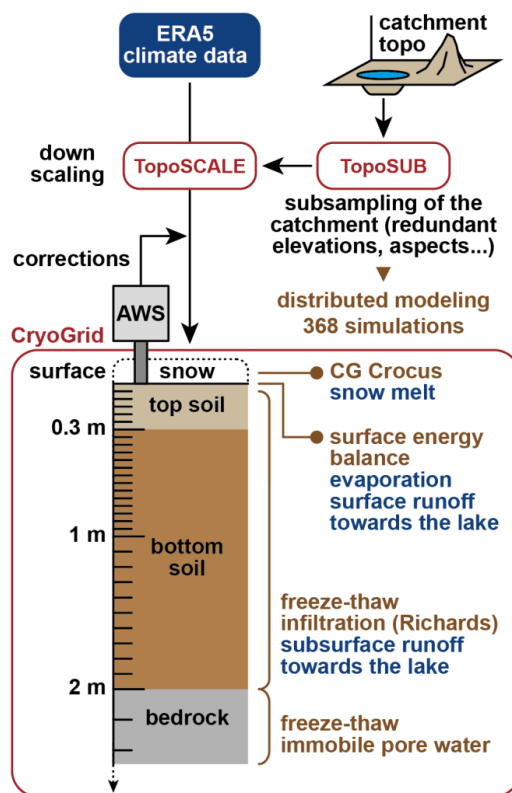 ERA5
climate data
catchment
topo
down
scaling
TopoSCALE
TopoSUB
subsampling of the
catchment (redundant
elevations, aspects...)
distributed modeling
368 simulations
corrections
AWS
CryoGrid
surface
snow
CG Crocus
snow melt
top soil
0.3 m
surface energy
balance
evaporation
surface runoff
towards the lake
1 m
bottom
soil
freeze-thaw
infiltration (Richards)
subsurface runoff
towards the lake
2 m
bedrock
freeze-thaw
immobile pore water